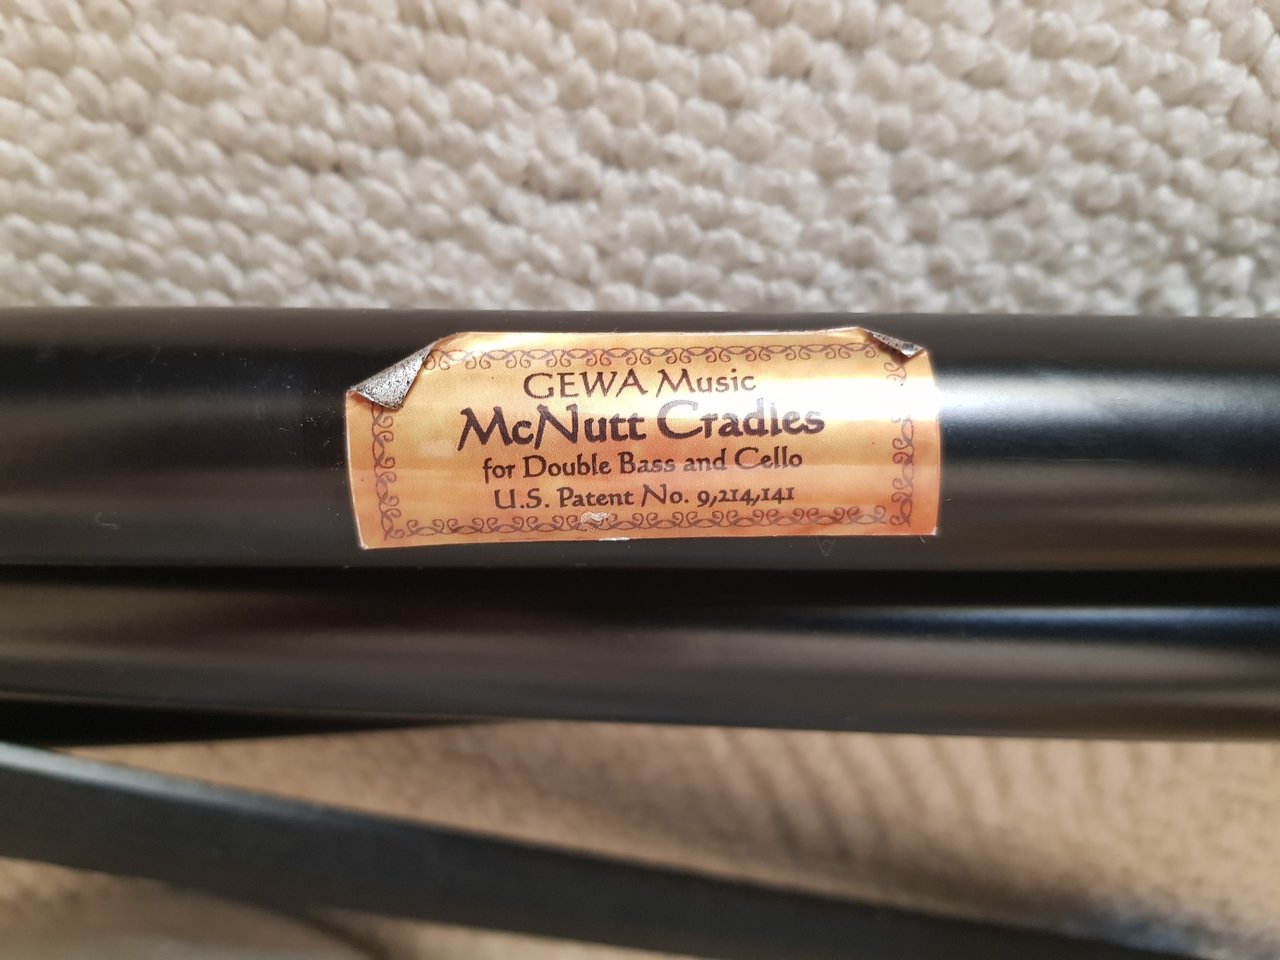 GEWA Music
McNutt Cradles
for Double Bass and Cello
U.S. Patent No. 9,214,141